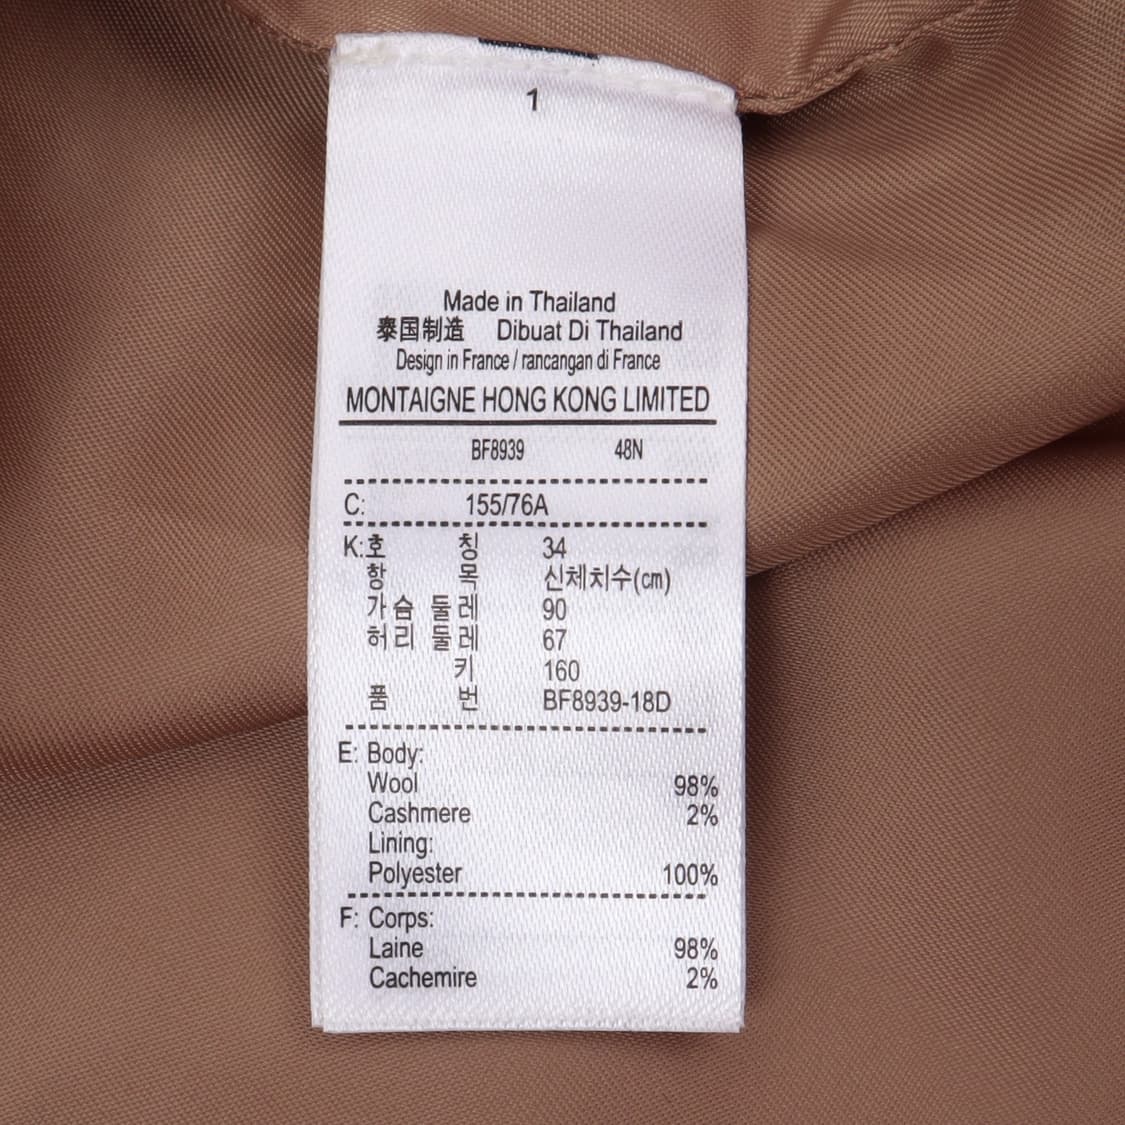 1
Made in Thailand
泰国制造 Dibuat Di Thailand
Design in France / rancangan di France
MONTAIGNE HONG KONG LIMITED
BF8939 48N
C: 155/76A
K: 호 칭 34
항 목 신체치수(cm)
가슴 둘레 90
허리 둘레 67
키 160
품 번 BF8939-18D
E: Body:
Wool 98%
Cashmere 2%
Lining:
Polyester 100%
F: Corps:
Laine 98%
Cachemire 2%